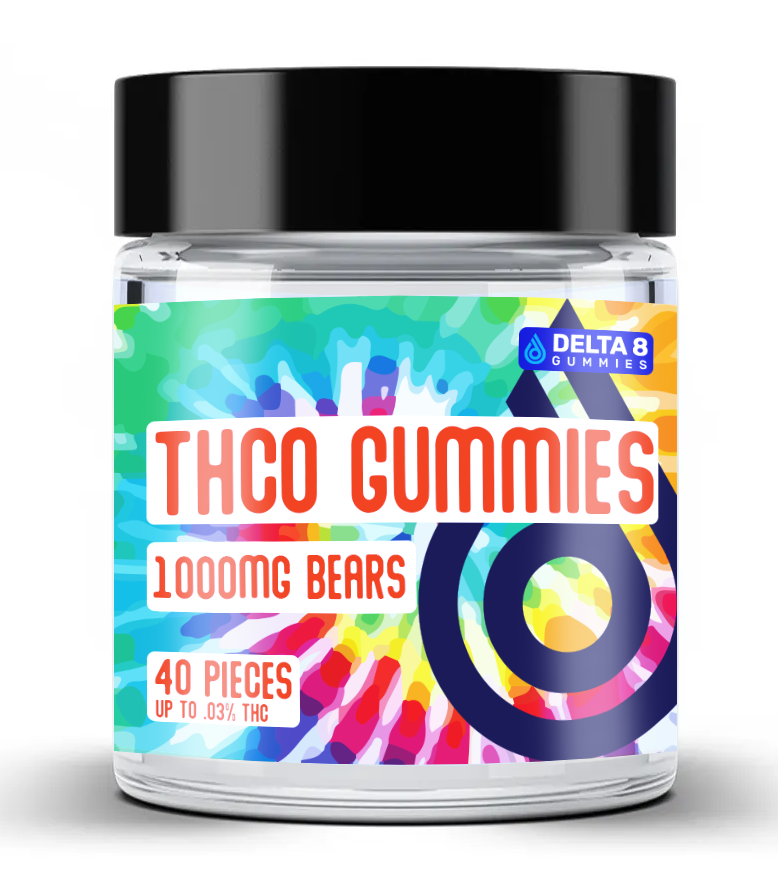 DELTA 8
GUMMIES
THCO GUMMIES
1000MG BEARS
40 PIECES
UP TO .03% THC